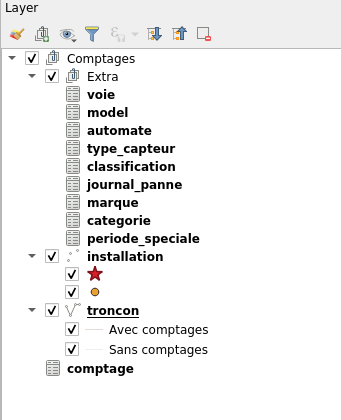 Layer
Comptages
Extra
voie
model
automate
type_capteur
classification
journal_panne
marque
categorie
periode_speciale
installation
troncon
Avec comptages
Sans comptages
comptage